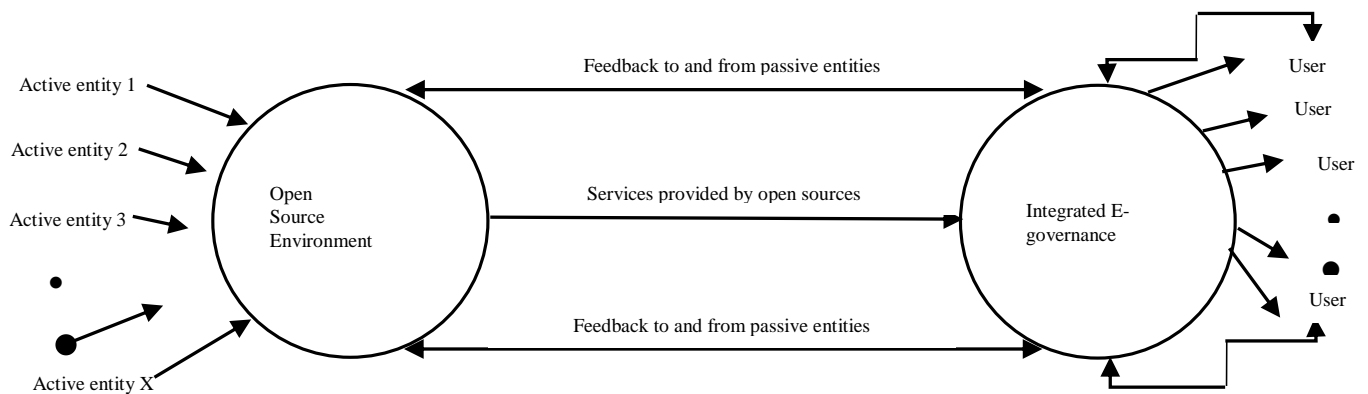 Feedback to and from passive entities
User
Active entity 1
User
Active entity 2
User
Services provided by open sources
Open
Source
Environment
Active entity 3
Integrated E-
governance
User
Feedback to and from passive entities
Active entity X